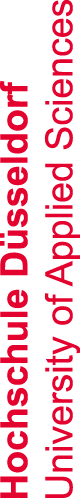 Hochschule Düsseldorf
University of Applied Sciences